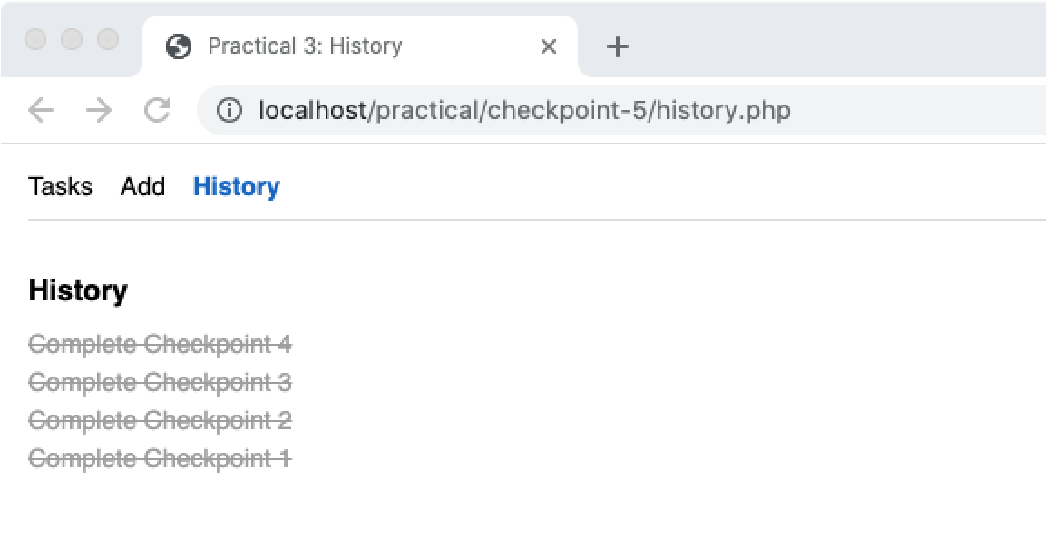 Practical 3: History
localhost/practical/checkpoint-5/history.php
Tasks Add History
History
Complete Checkpoint 4
Complete Checkpoint 3
Complete Checkpoint 2
Complete Checkpoint 1